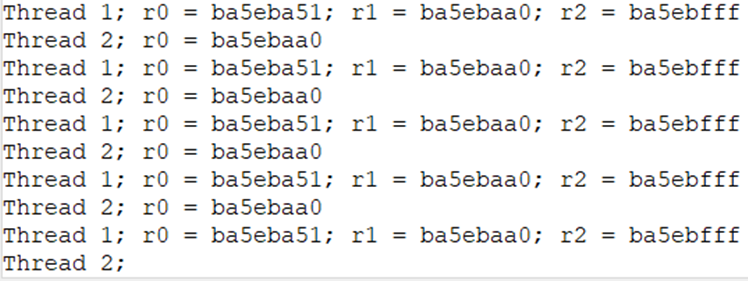 Thread 1; r0 = ba5eba51; r1 = ba5ebaa0; r2 = ba5ebfff
Thread 2; r0 = ba5ebaa0
Thread 1; r0 = ba5eba51; r1 = ba5ebaa0; r2 = ba5ebfff
Thread 2; r0 = ba5ebaa0
Thread 1; r0 = ba5eba51; r1 = ba5ebaa0; r2 = ba5ebfff
Thread 2; r0 = ba5ebaa0
Thread 1; r0 = ba5eba51; r1 = ba5ebaa0; r2 = ba5ebfff
Thread 2; r0 = ba5ebaa0
Thread 1; r0 = ba5eba51; r1 = ba5ebaa0; r2 = ba5ebfff
Thread 2;